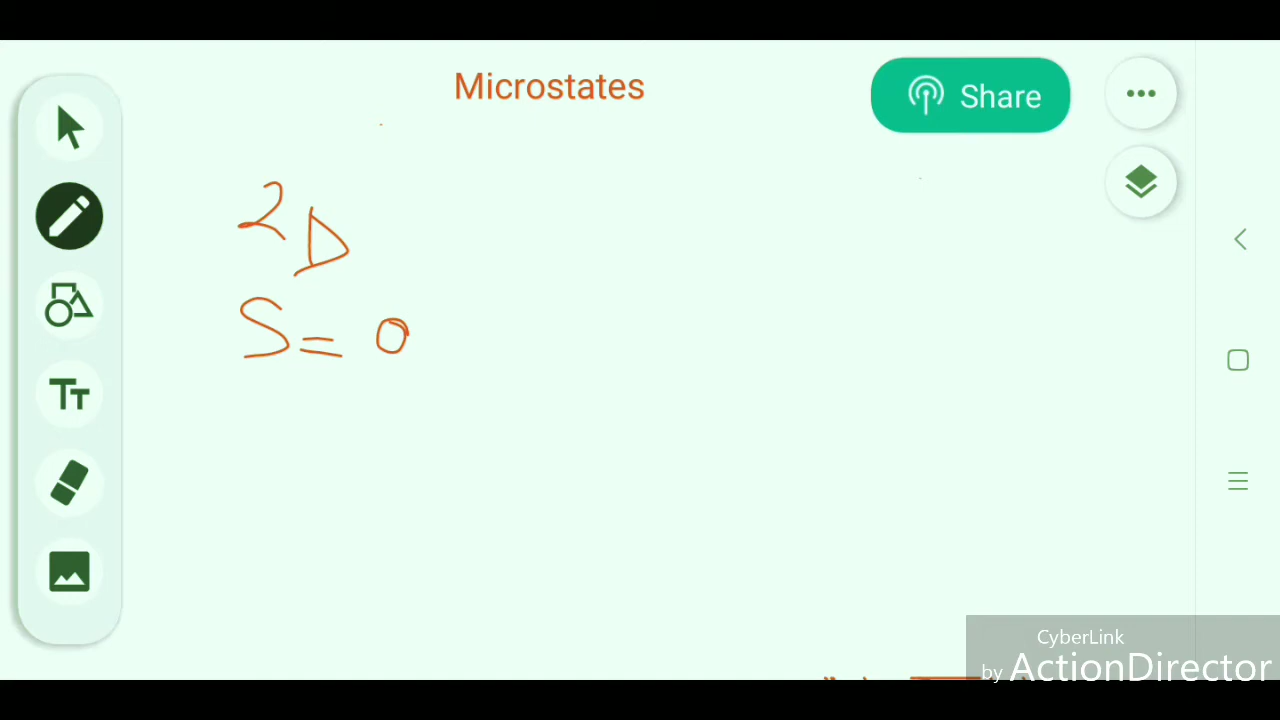 Microstates
Share
2D
S = 0
Tт
CyberLink
by ActionDirector